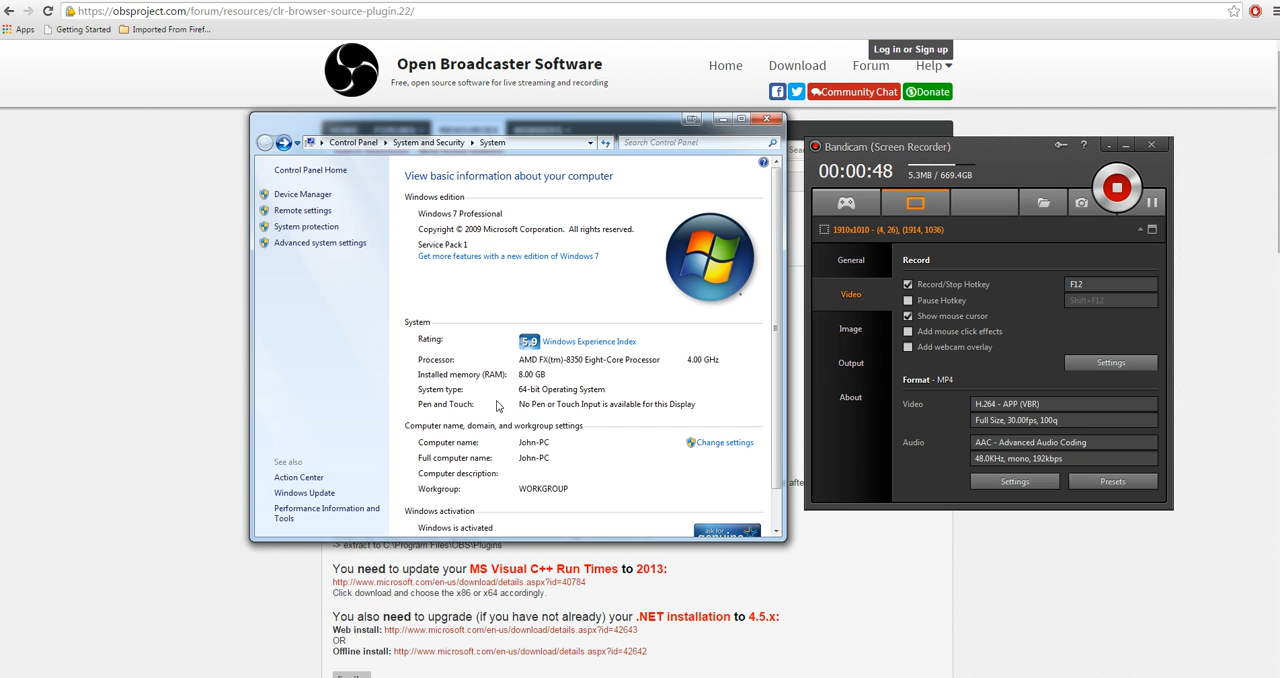 https://obsproject.com/forum/resources/clr-browser-source-plugin.22/
Apps Getting Started Imported From Firef...
Log in or Sign up
Open Broadcaster Software
Free, open source software for live streaming and recording
Home Download Forum Help
Community Chat Donate
Control Panel System and Security System Search Control Panel
Control Panel Home
Device Manager
Remote settings
System protection
Advanced system settings
See also
Action Center
Windows Update
Performance Information and
Tools
View basic information about your computer
Windows edition
Windows 7 Professional
Copyright © 2009 Microsoft Corporation. All rights reserved.
Service Pack 1
Get more features with a new edition of Windows 7
System
Rating: 5,9 Windows Experience Index
Processor: AMD FX(tm)-8350 Eight-Core Processor 4.00 GHz
Installed memory (RAM): 8.00 GB
System type: 64-bit Operating System
Pen and Touch: No Pen or Touch Input is available for this Display
Computer name, domain, and workgroup settings
Computer name: John-PC Change settings
Full computer name: John-PC
Computer description:
Workgroup: WORKGROUP
Windows activation
Windows is activated
ask for
Bandicam (Screen Recorder)
00:00:48 5.3MB / 669.4GB
1910x1010 - (4, 26), (1914, 1036)
General
Video
Image
Output
About
Record
Record/Stop Hotkey F12
Pause Hotkey Shift+F12
Show mouse cursor
Add mouse click effects
Add webcam overlay
Settings
Format - MP4
Video H.264 - APP (VBR)
Full Size, 30.00fps, 100q
Audio AAC - Advanced Audio Coding
48.0KHz, mono, 192kbps
Settings Presets
-> extract to C:\Program Files\OBS\Plugins
You need to update your MS Visual C++ Run Times to 2013:
http://www.microsoft.com/en-us/download/details.aspx?id=40784
Click download and choose the x86 or x64 accordingly.
You also need to upgrade (if you have not already) your .NET installation to 4.5.x:
Web install: http://www.microsoft.com/en-us/download/details.aspx?id=42643
OR
Offline install: http://www.microsoft.com/en-us/download/details.aspx?id=42642